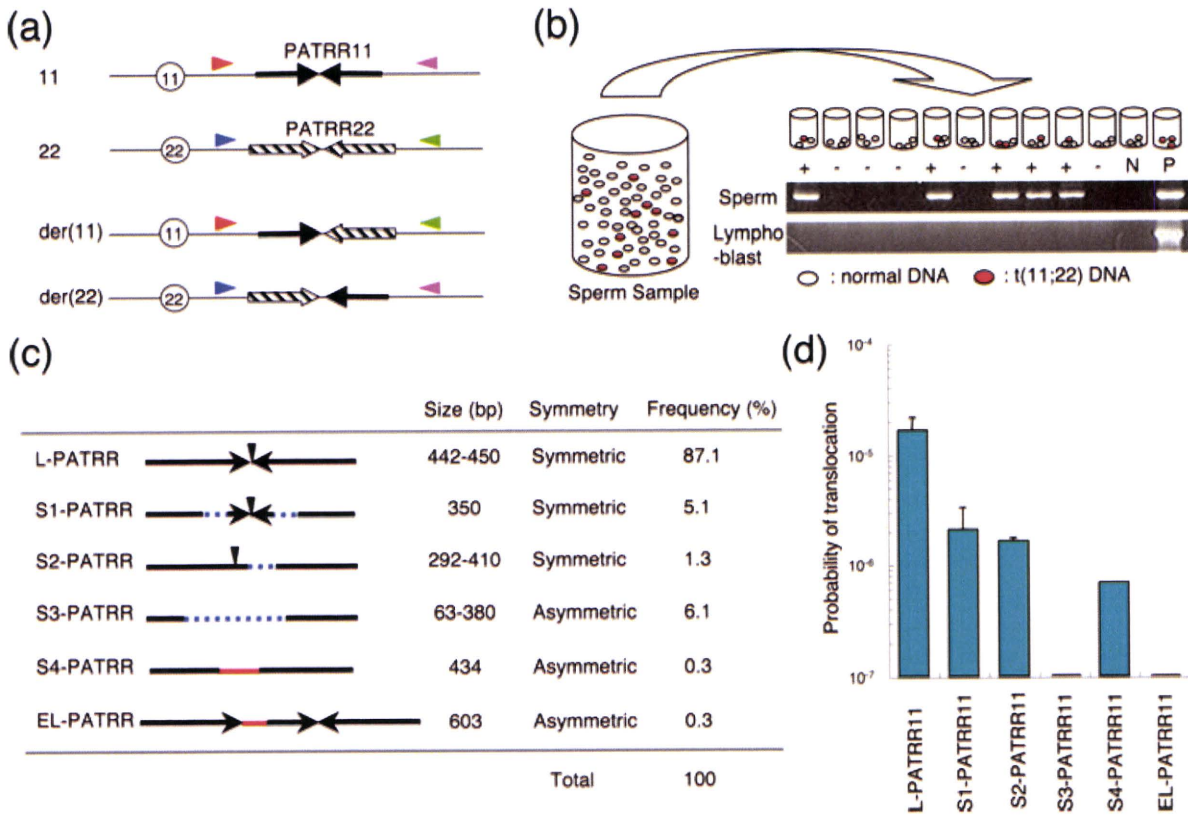 (a)
PATRR11
11
11
PATRR22
22
22
der(11)
11
der(22)
22
(b)
Sperm Sample
+ - - - + - + + + - N P
Sperm
Lympho
-blast
: normal DNA : t(11;22) DNA
(c)
Size (bp) Symmetry Frequency (%)
L-PATRR 442-450 Symmetric 87.1
S1-PATRR 350 Symmetric 5.1
S2-PATRR 292-410 Symmetric 1.3
S3-PATRR 63-380 Asymmetric 6.1
S4-PATRR 434 Asymmetric 0.3
EL-PATRR 603 Asymmetric 0.3
Total 100
(d)
Probability of translocation
10⁻⁴
10⁻⁵
10⁻⁶
10⁻⁷
L-PATRR11
S1-PATRR11
S2-PATRR11
S3-PATRR11
S4-PATRR11
EL-PATRR11